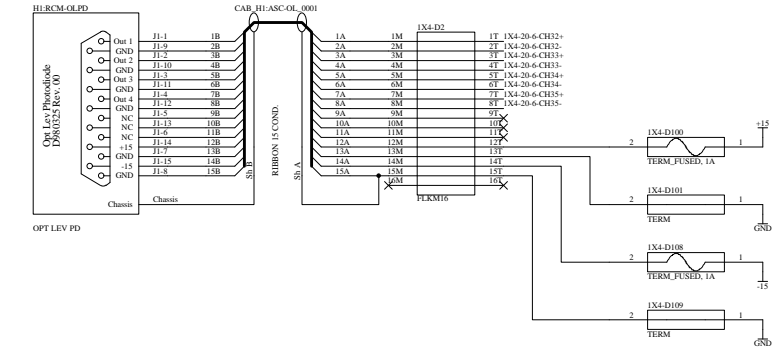 H1:RCM-OLPD
CAB_H1:ASC-OL_0001
1X4-D2
Opt Lev Photodiode
D980325 Rev. 00
Out 1 J1-1 1B 1A 1M 1T 1X4-20-6-CH32+
GND J1-9 2B 2A 2M 2T 1X4-20-6-CH32-
Out 2 J1-2 3B 3A 3M 3T 1X4-20-6-CH33+
GND J1-10 4B 4A 4M 4T 1X4-20-6-CH33-
Out 3 J1-3 5B 5A 5M 5T 1X4-20-6-CH34+
GND J1-11 6B 6A 6M 6T 1X4-20-6-CH34-
Out 4 J1-4 7B 7A 7M 7T 1X4-20-6-CH35+
GND J1-12 8B 8A 8M 8T 1X4-20-6-CH35-
NC J1-5 9B 9A 9M 9T
NC J1-13 10B 10A 10M 10T
NC J1-6 11B 11A 11M 11T
+15 J1-14 12B 12A 12M 12T
GND J1-7 13B 13A 13M 13T
-15 J1-15 14B 14A 14M 14T
GND J1-8 15B 15A 15M 15T
16M 16T
Chassis Chassis
OPT LEV PD
Sh B
RIBBON 15 COND.
Sh A
FLKM16
+15
1X4-D100
2 1
TERM_FUSED, 1A
1X4-D101
2 1
TERM
GND
1X4-D108
2 1
TERM_FUSED, 1A
-15
1X4-D109
2 1
TERM
GND